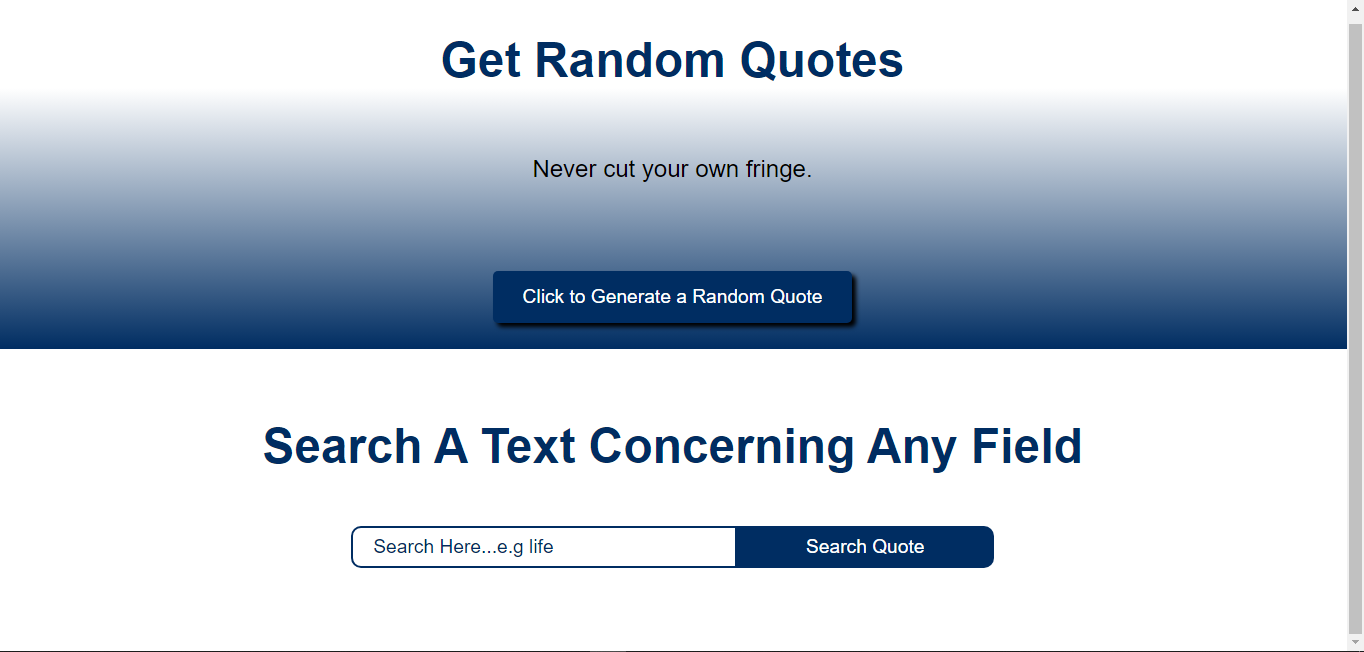 Get Random Quotes
Never cut your own fringe.
Click to Generate a Random Quote
Search A Text Concerning Any Field
Search Here...e.g life
Search Quote